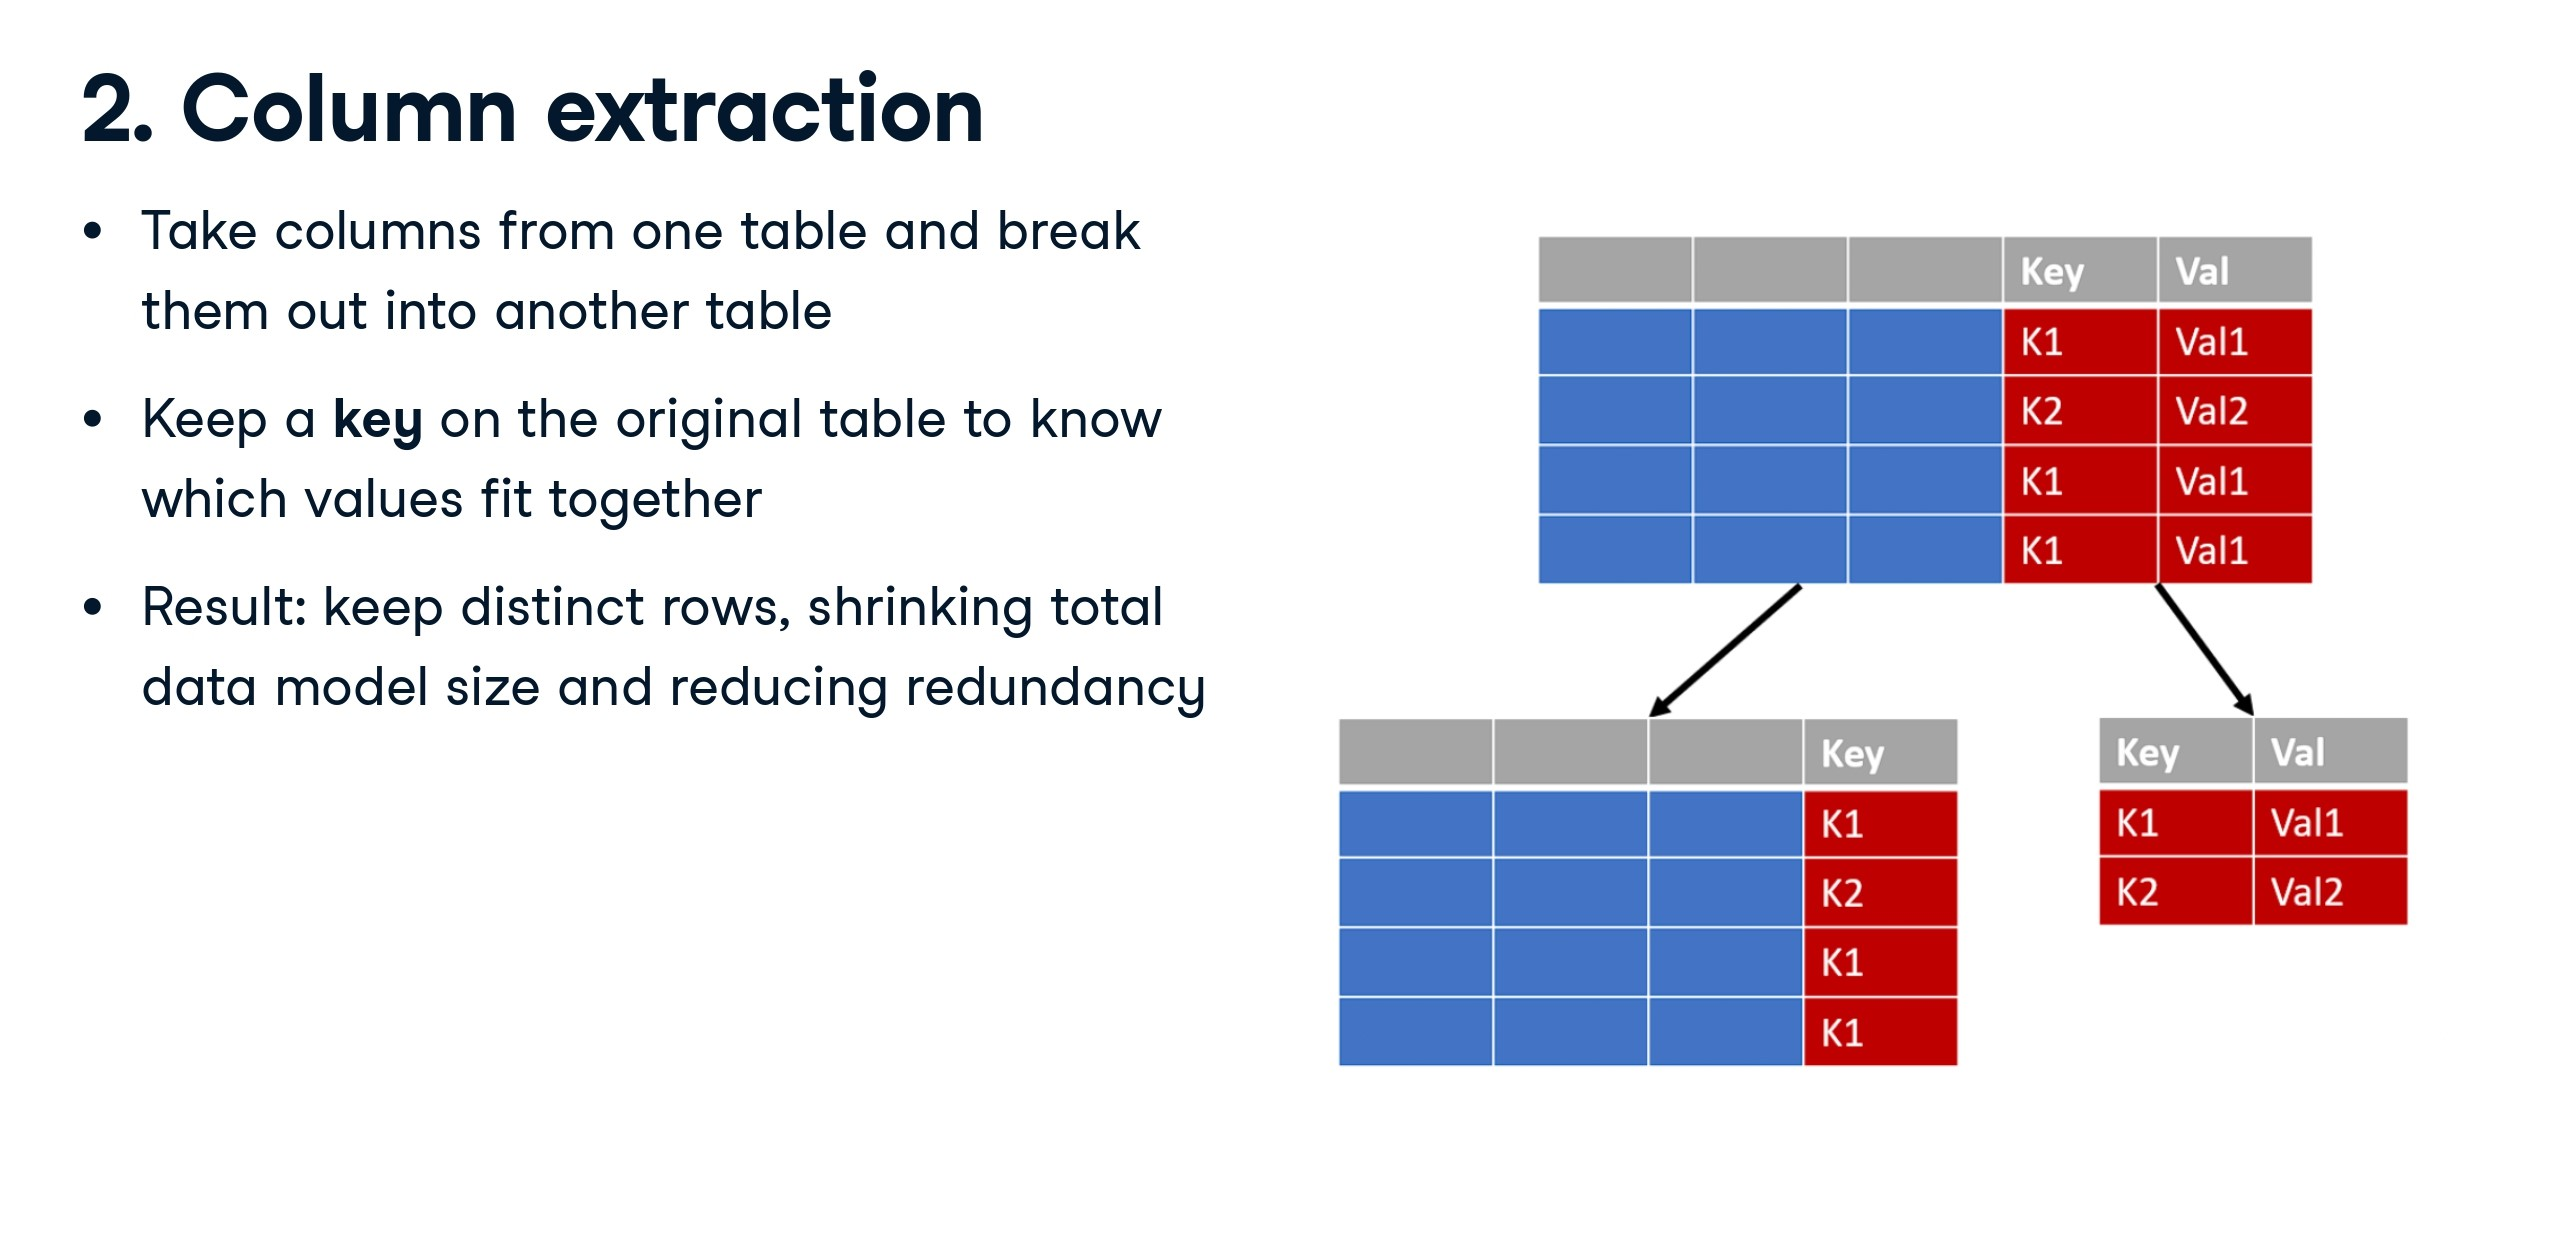 2. Column extraction
• Take columns from one table and break
them out into another table
• Keep a key on the original table to know
which values fit together
• Result: keep distinct rows, shrinking total
data model size and reducing redundancy
Key Val
K1 Val1
K2 Val2
K1 Val1
K1 Val1
Key
K1
K2
K1
K1
Key Val
K1 Val1
K2 Val2